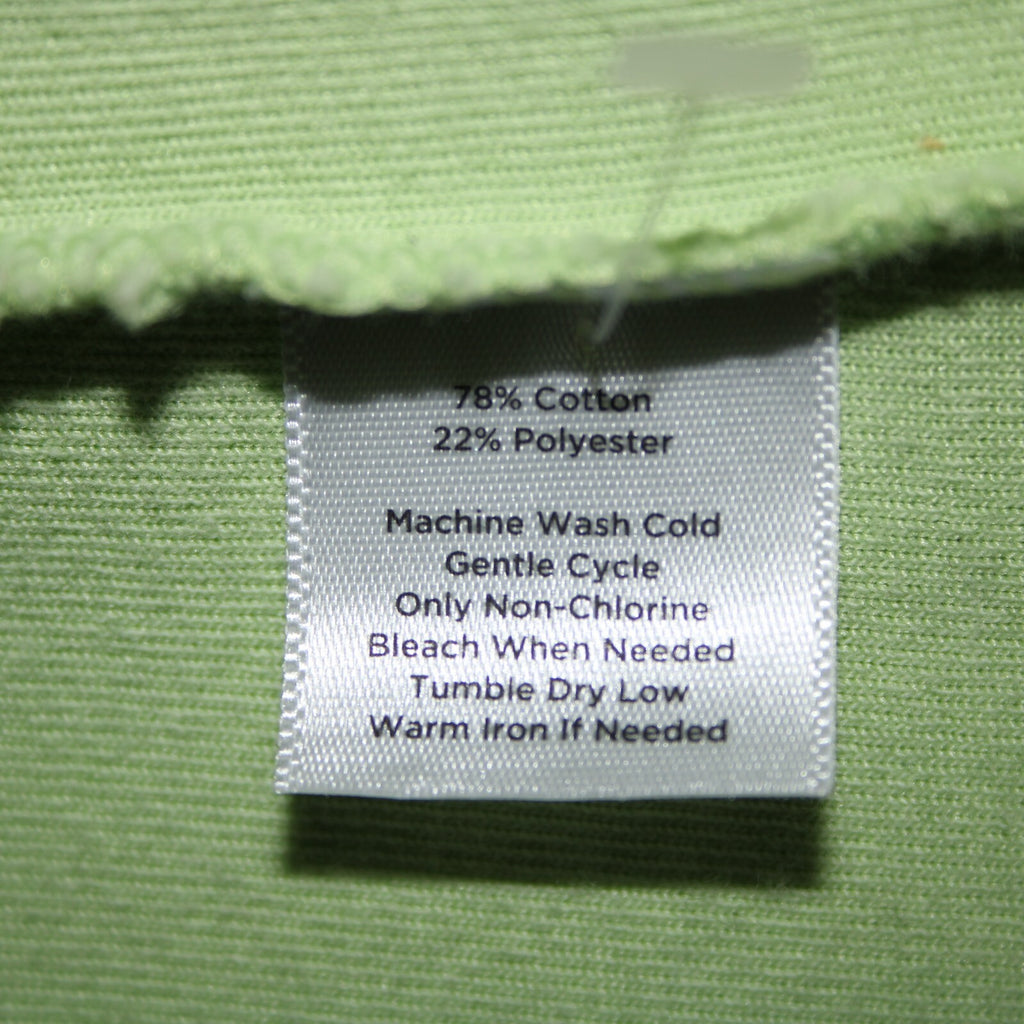 78% Cotton
22% Polyester
Machine Wash Cold
Gentle Cycle
Only Non-Chlorine
Bleach When Needed
Tumble Dry Low
Warm Iron If Needed